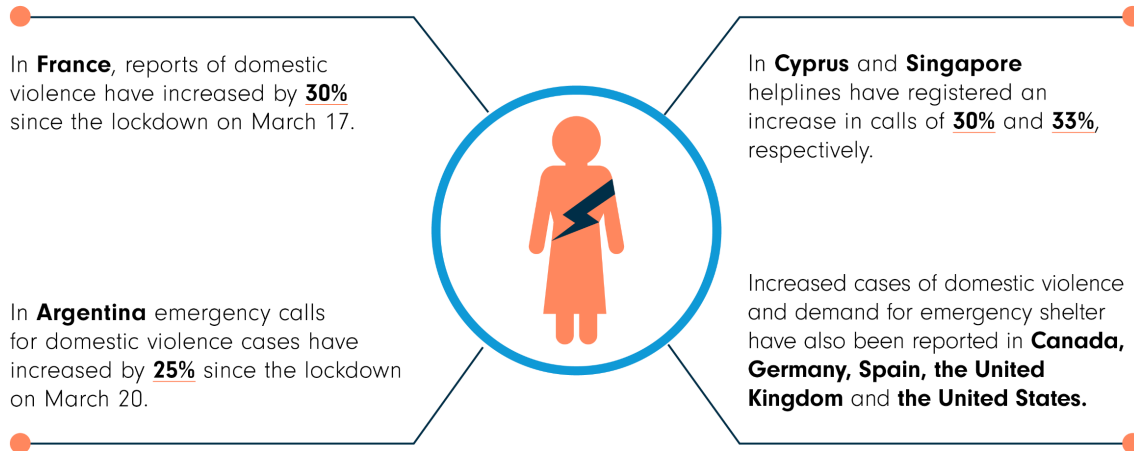 In France, reports of domestic
violence have increased by 30%
since the lockdown on March 17.
In Cyprus and Singapore
helplines have registered an
increase in calls of 30% and 33%,
respectively.
In Argentina emergency calls
for domestic violence cases have
increased by 25% since the lockdown
on March 20.
Increased cases of domestic violence
and demand for emergency shelter
have also been reported in Canada,
Germany, Spain, the United
Kingdom and the United States.